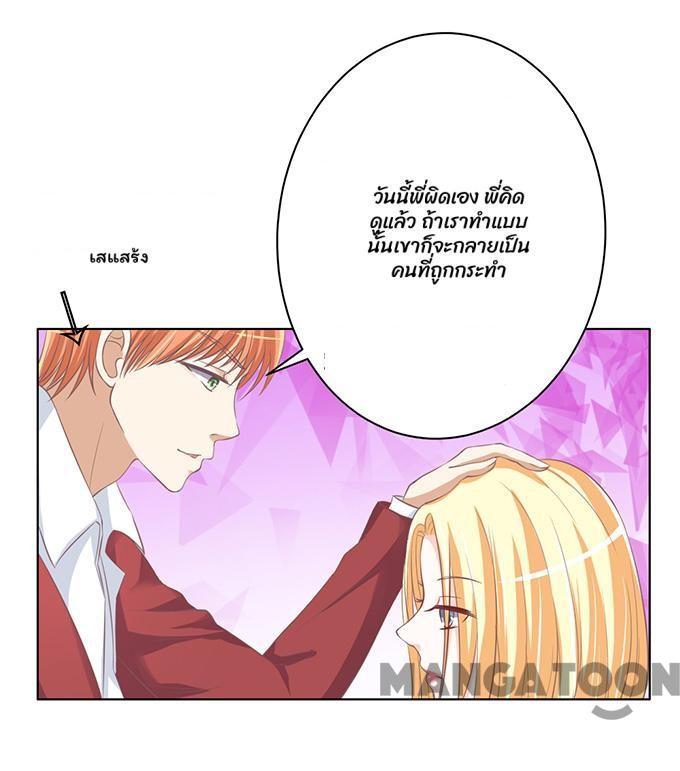 วันนี้พี่ผิดเอง พี่คิด
ดูแล้ว ถ้าเราทำแบบ
นั้นเขาก็จะกลายเป็น
คนที่ถูกกระทำ
เสแสร้ง
MANGATOON